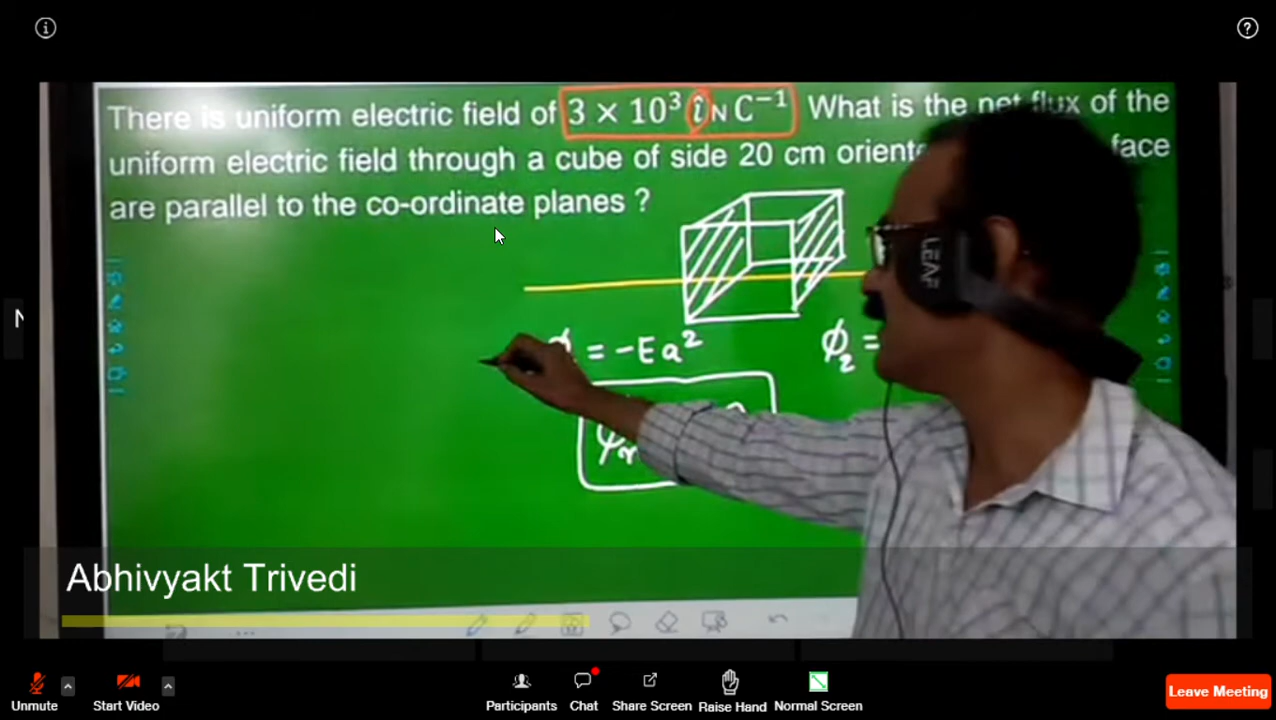 There is uniform electric field of 3 × 10³ î N C⁻¹ What is the net flux of the
uniform electric field through a cube of side 20 cm face
are parallel to the co-ordinate planes ?
= -Ea²
ϕ₂ =
LEAF
Abhivyakt Trivedi
Unmute
Start Video
Participants
Chat
Share Screen
Raise Hand
Normal Screen
Leave Meeting